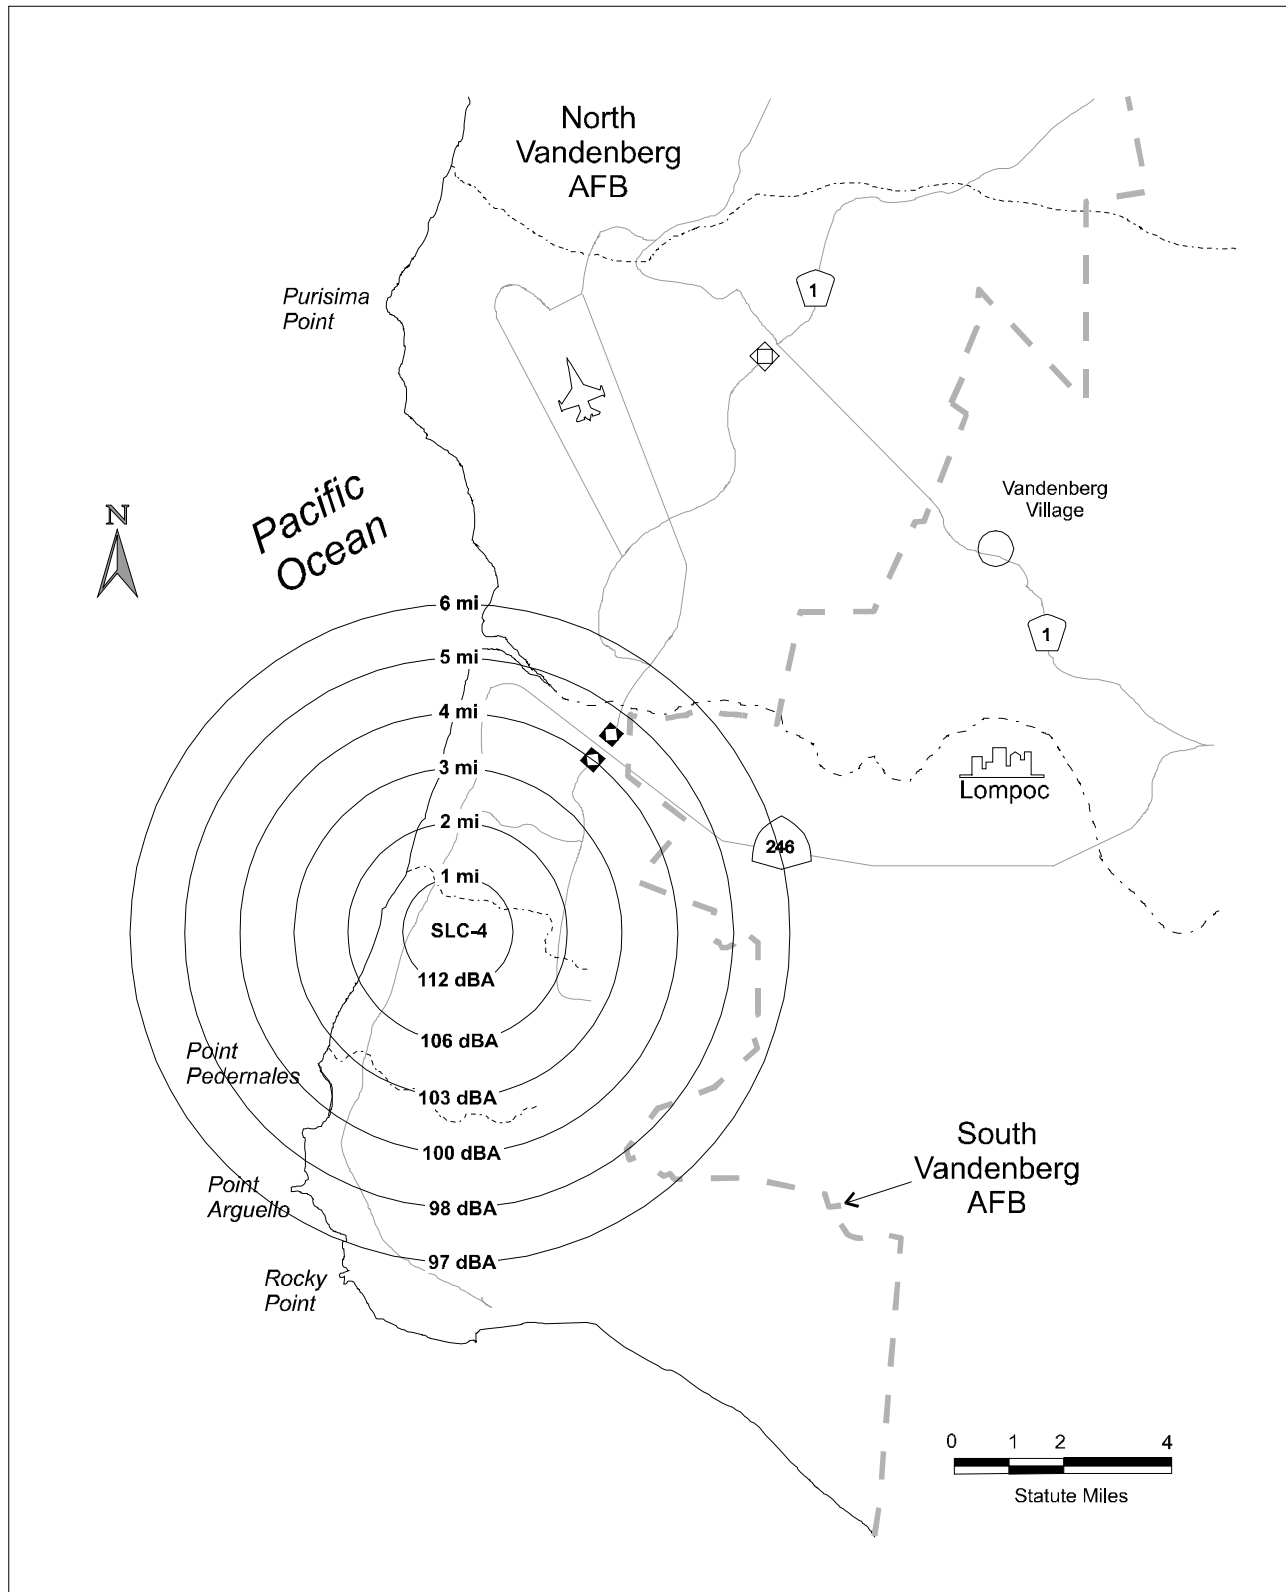 North
Vandenberg
AFB
Purisima
Point
1
Vandenberg
Village
Pacific
Ocean
N
6 mi
1
5 mi
4 mi
3 mi
Lompoc
2 mi
246
1 mi
SLC-4
112 dBA
106 dBA
Point
Pedernales
103 dBA
100 dBA
South
Vandenberg
AFB
Point
Arguello
98 dBA
97 dBA
Rocky
Point
0 1 2 4
Statute Miles